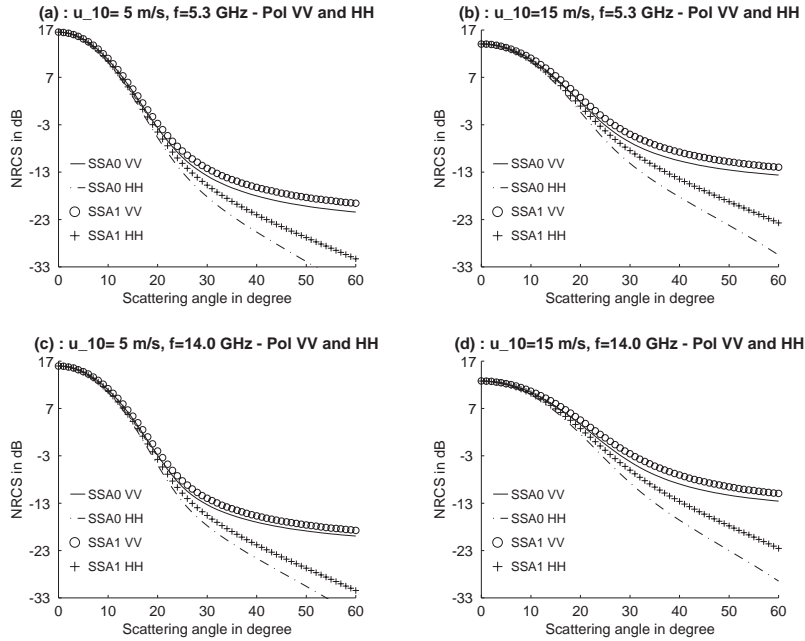 (a) : u_10= 5 m/s, f=5.3 GHz - Pol VV and HH
17
7
-3
-13
-23
-33
NRCS in dB
SSA0 VV
SSA0 HH
SSA1 VV
SSA1 HH
0 10 20 30 40 50 60
Scattering angle in degree
(b) : u_10=15 m/s, f=5.3 GHz - Pol VV and HH
17
7
-3
-13
-23
-33
NRCS in dB
SSA0 VV
SSA0 HH
SSA1 VV
SSA1 HH
0 10 20 30 40 50 60
Scattering angle in degree
(c) : u_10= 5 m/s, f=14.0 GHz - Pol VV and HH
17
7
-3
-13
-23
-33
NRCS in dB
SSA0 VV
SSA0 HH
SSA1 VV
SSA1 HH
0 10 20 30 40 50 60
Scattering angle in degree
(d) : u_10=15 m/s, f=14.0 GHz - Pol VV and HH
17
7
-3
-13
-23
-33
NRCS in dB
SSA0 VV
SSA0 HH
SSA1 VV
SSA1 HH
0 10 20 30 40 50 60
Scattering angle in degree